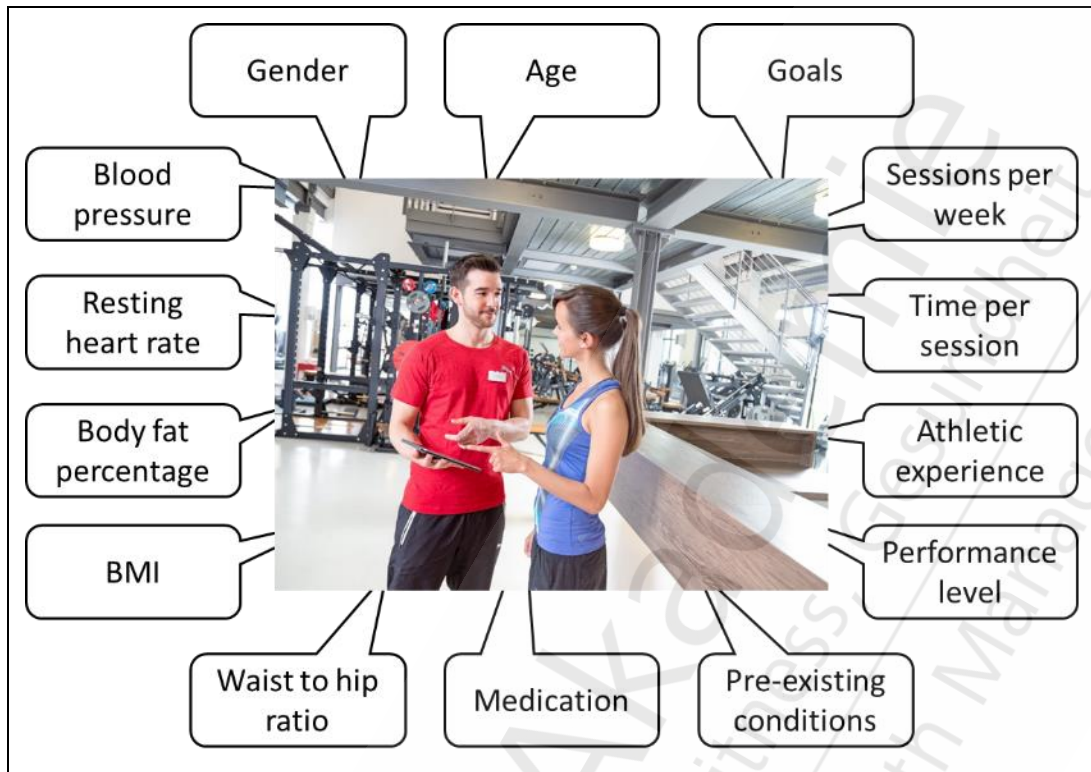 Gender
Age
Goals
Blood
pressure
Sessions per
week
Resting
heart rate
Time per
session
Body fat
percentage
Athletic
experience
BMI
Performance
level
Waist to hip
ratio
Medication
Pre-existing
conditions
Akademie